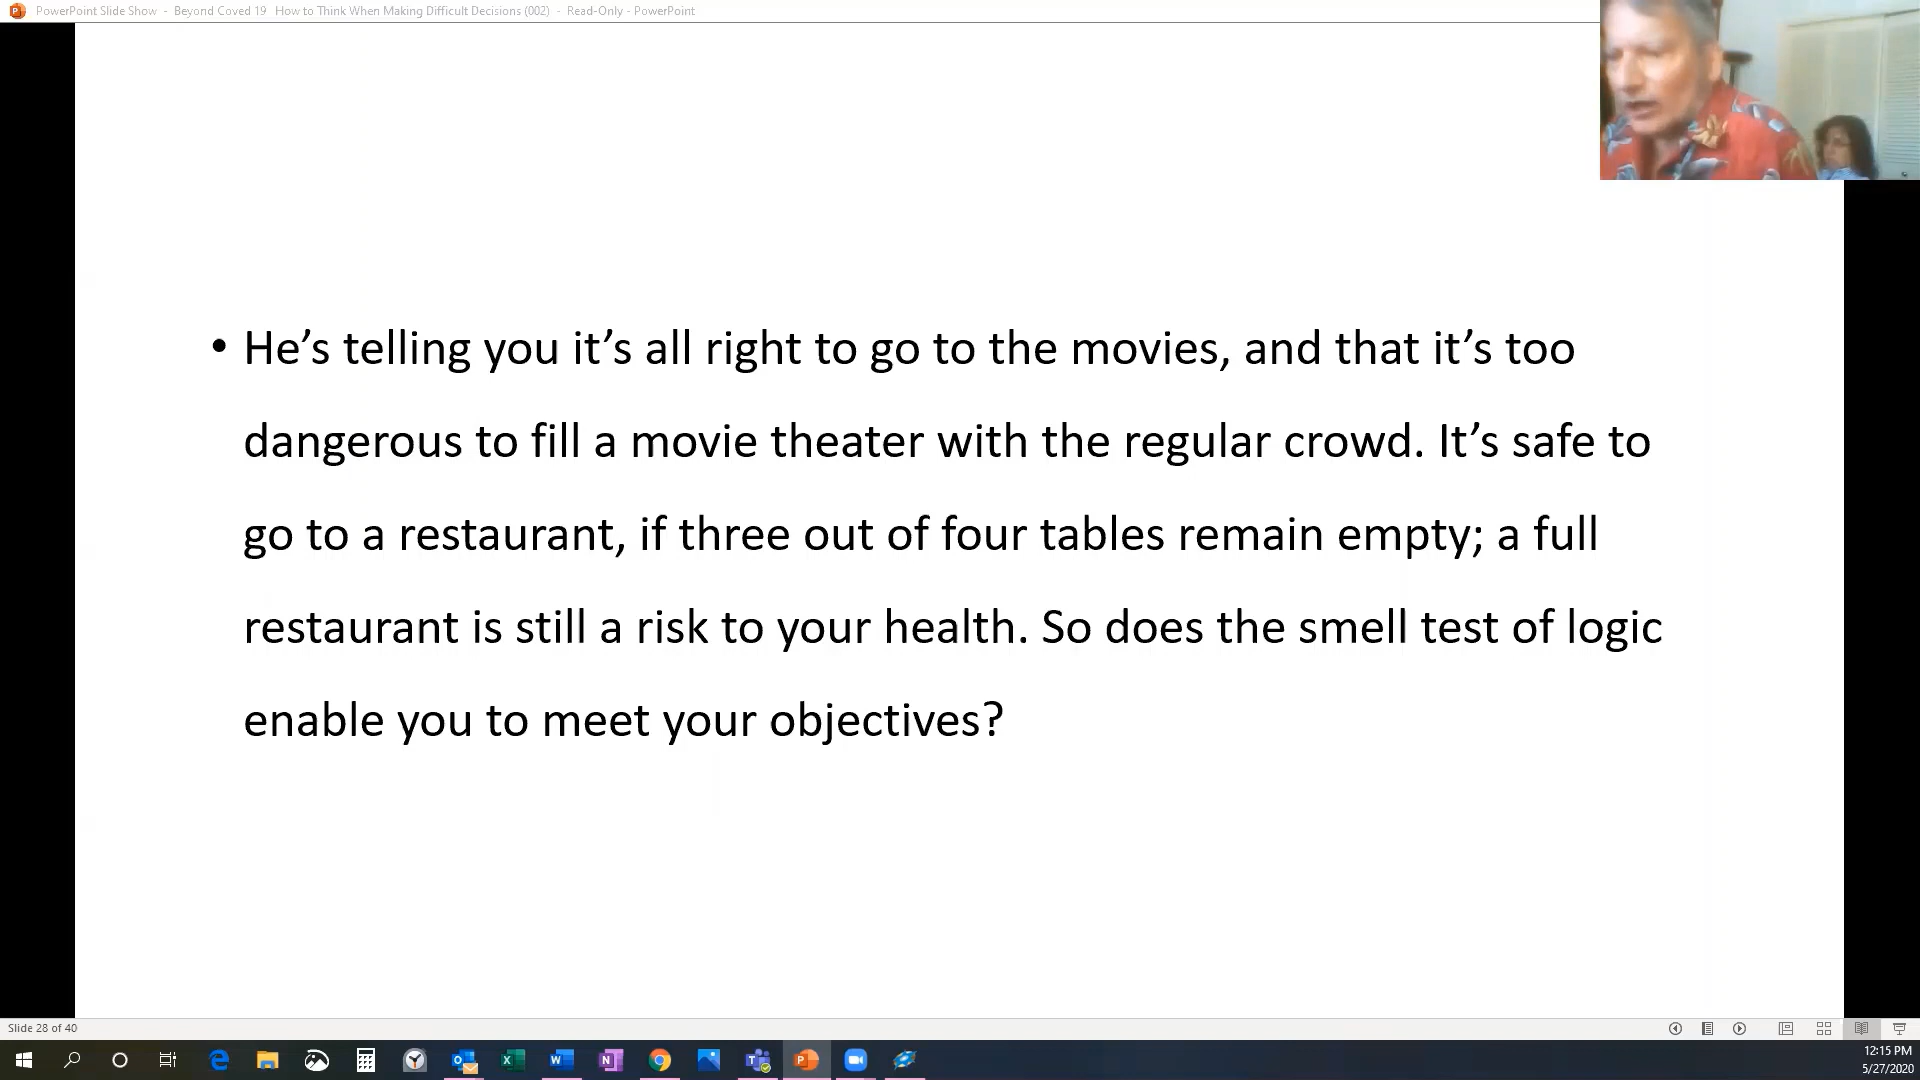 PowerPoint Slide Show - Beyond Coved 19 How to Think When Making Difficult Decisions (002) - Read-Only - PowerPoint
• He’s telling you it’s all right to go to the movies, and that it’s too
dangerous to fill a movie theater with the regular crowd. It’s safe to
go to a restaurant, if three out of four tables remain empty; a full
restaurant is still a risk to your health. So does the smell test of logic
enable you to meet your objectives?
Slide 28 of 40
12:15 PM
5/27/2020